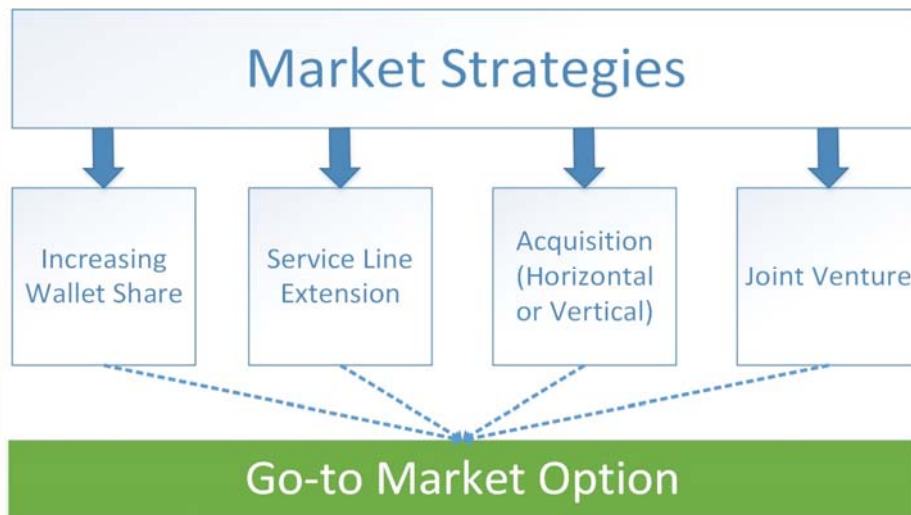 Market Strategies
Increasing
Wallet Share
Service Line
Extension
Acquisition
(Horizontal
or Vertical)
Joint Venture
Go-to Market Option